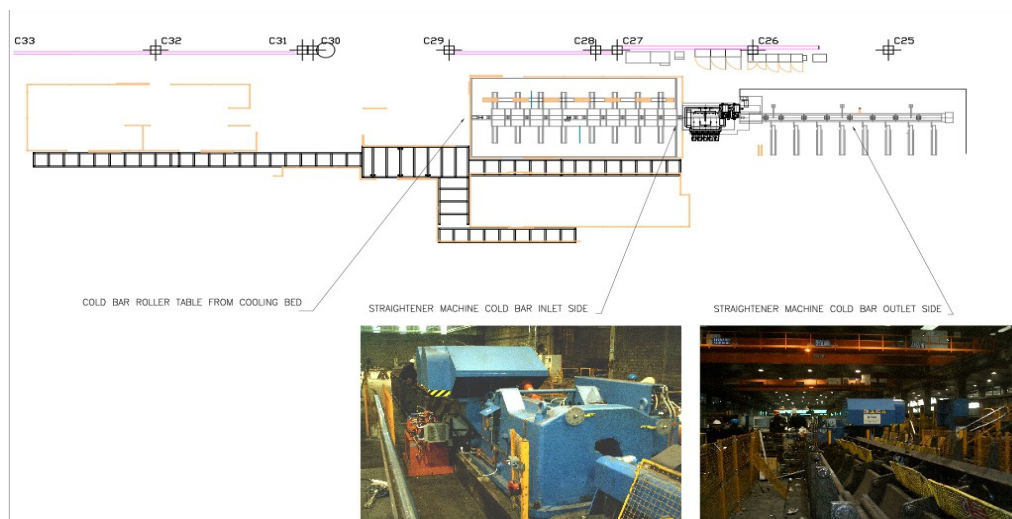 C33 C32 C31 C30 C29 C28 C27 C26 C25
COLD BAR ROLLER TABLE FROM COOLING BED
STRAIGHTENER MACHINE COLD BAR INLET SIDE
STRAIGHTENER MACHINE COLD BAR OUTLET SIDE